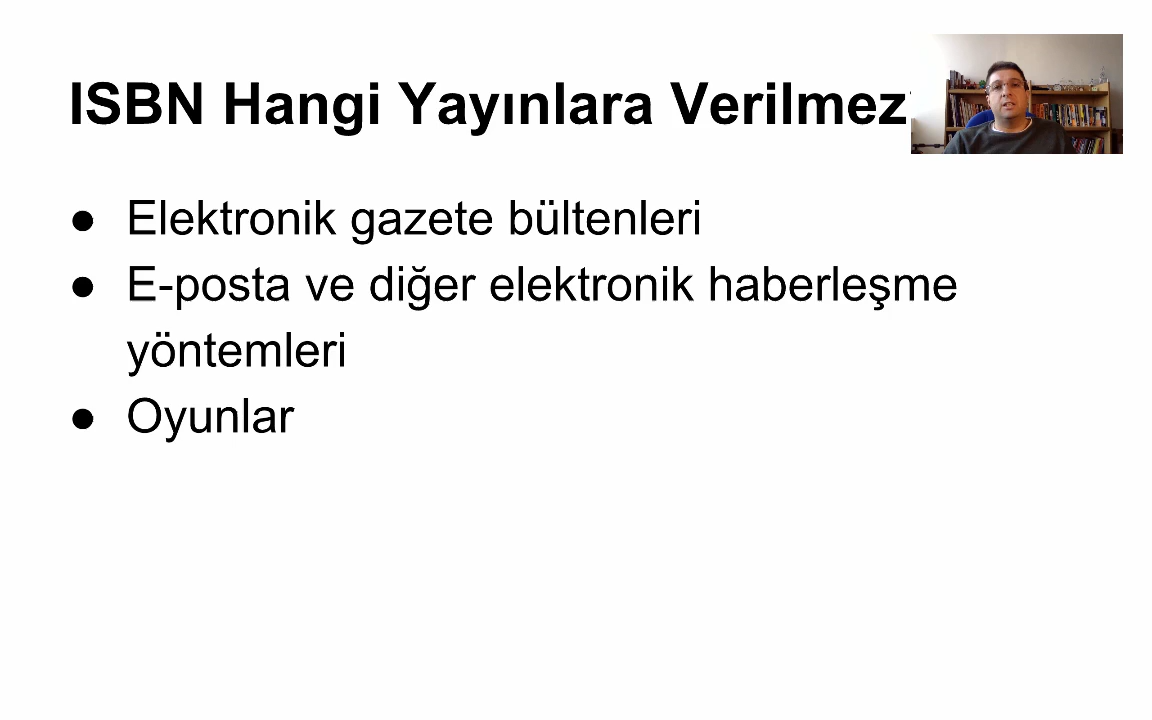 ISBN Hangi Yayınlara Verilmez
● Elektronik gazete bültenleri
● E-posta ve diğer elektronik haberleşme
yöntemleri
● Oyunlar